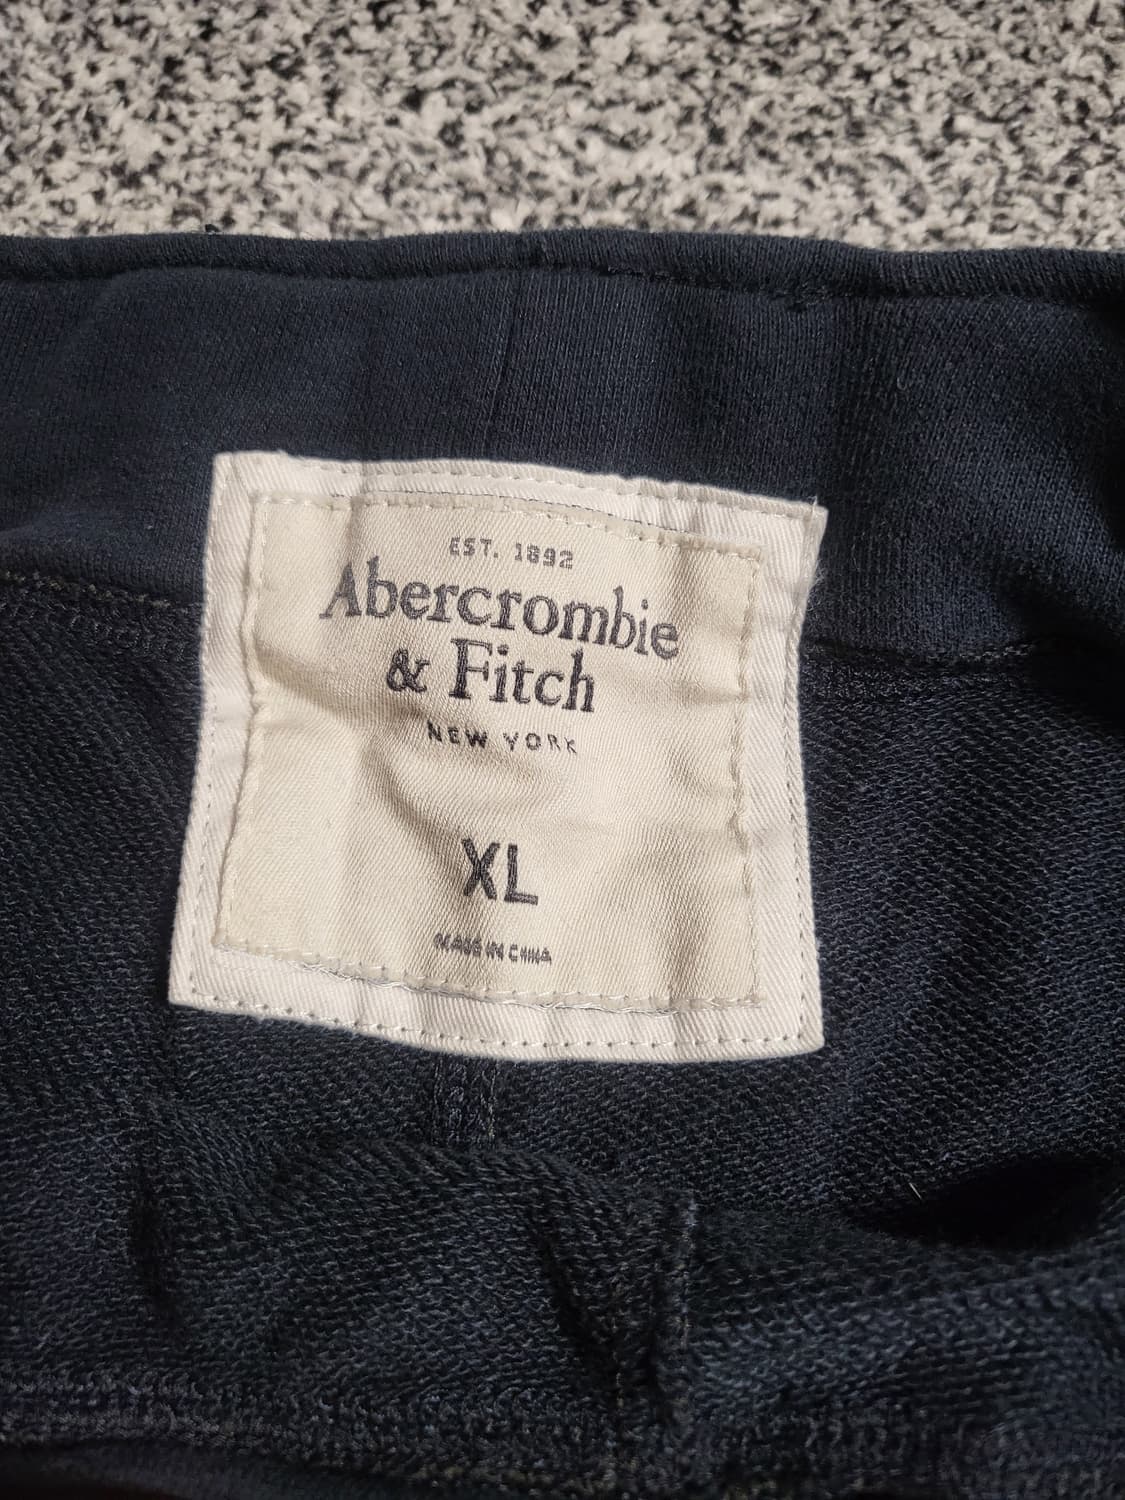 EST. 1892
Abercrombie
& Fitch
NEW YORK
XL
MADE IN CHINA